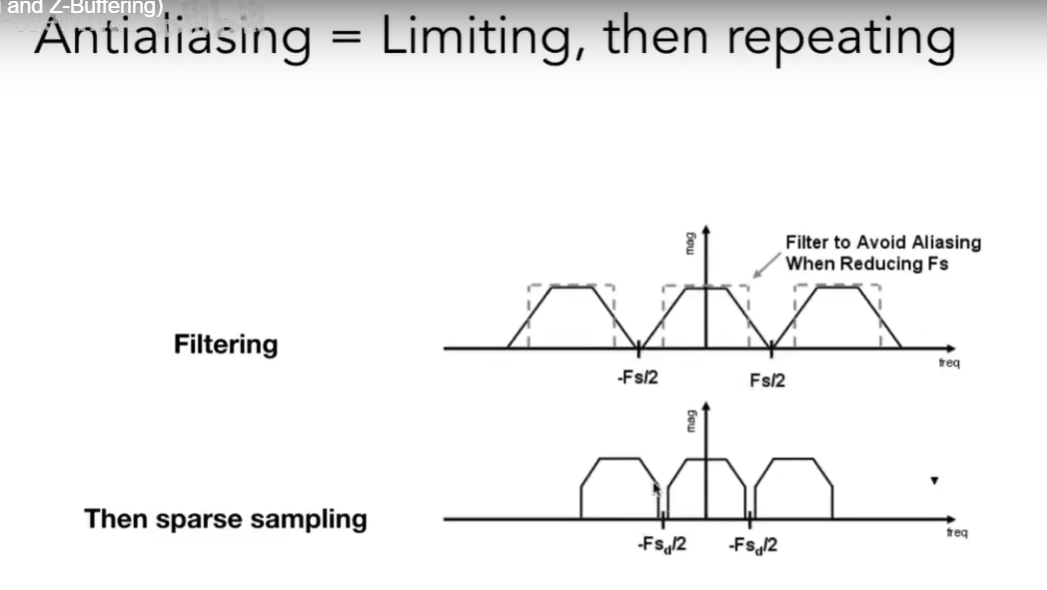 and Z-Buffering)
Antialiasing = Limiting, then repeating
mag
Filter to Avoid Aliasing
When Reducing Fs
Filtering
freq
-Fs/2
Fs/2
mag
Then sparse sampling
freq
-Fsd/2
-Fsd/2